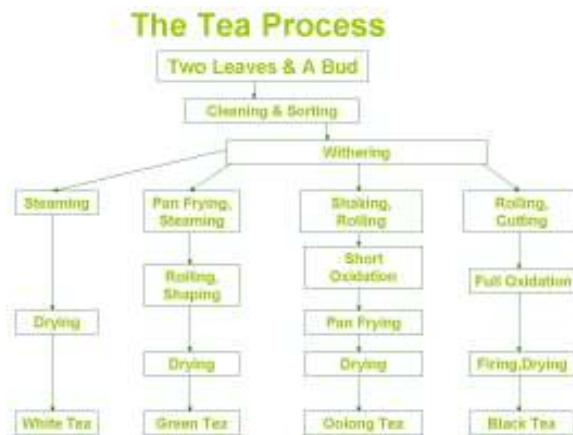 The Tea Process
Two Leaves & A Bud
Cleaning & Sorting
Withering
Steaming
Drying
White Tea
Pan Frying,
Steaming
Rolling,
Shaping
Drying
Green Tea
Shaking,
Rolling
Short
Oxidation
Pan Frying
Drying
Oolong Tea
Rolling,
Cutting
Full Oxidation
Firing,Drying
Black Tea